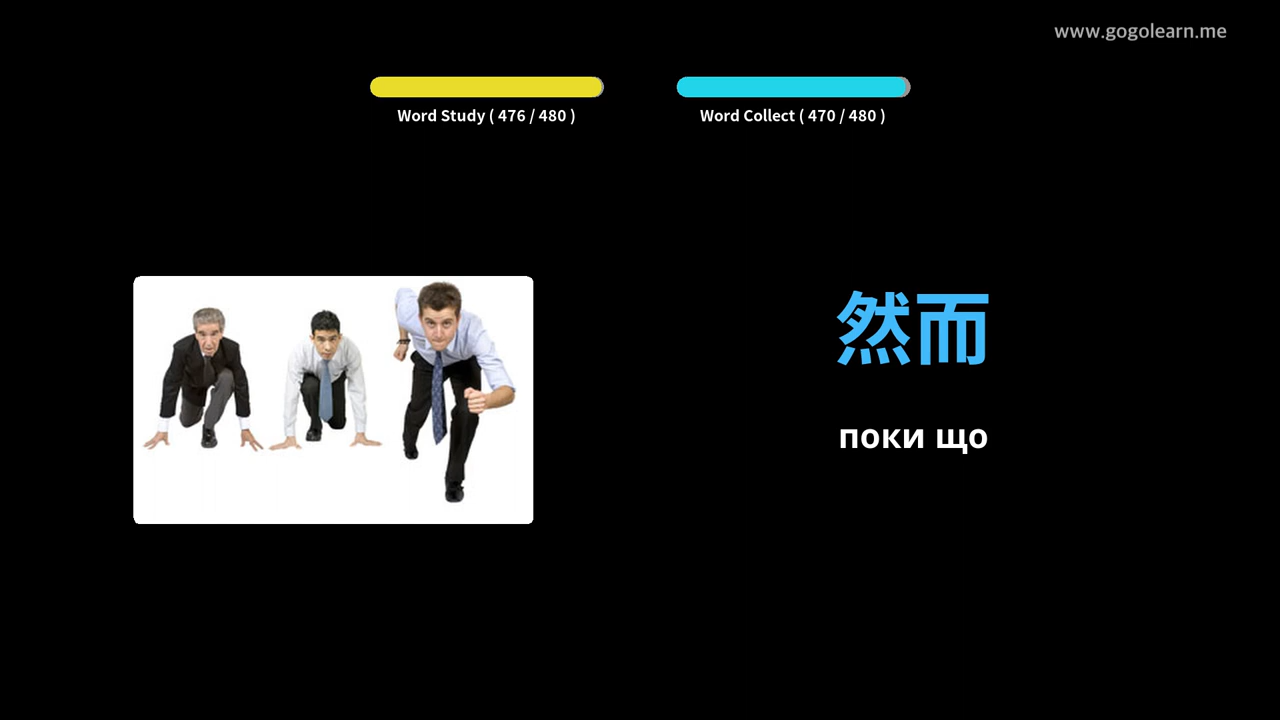 www.gogolearn.me
Word Study ( 476 / 480 )
Word Collect ( 470 / 480 )
然而
поки що